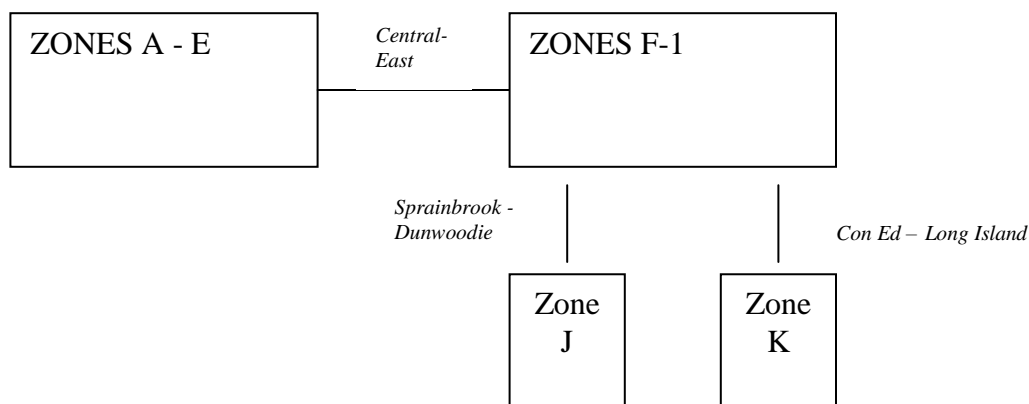 ZONES A - E
Central-
East
ZONES F-1
Sprainbrook -
Dunwoodie
Con Ed – Long Island
Zone
J
Zone
K